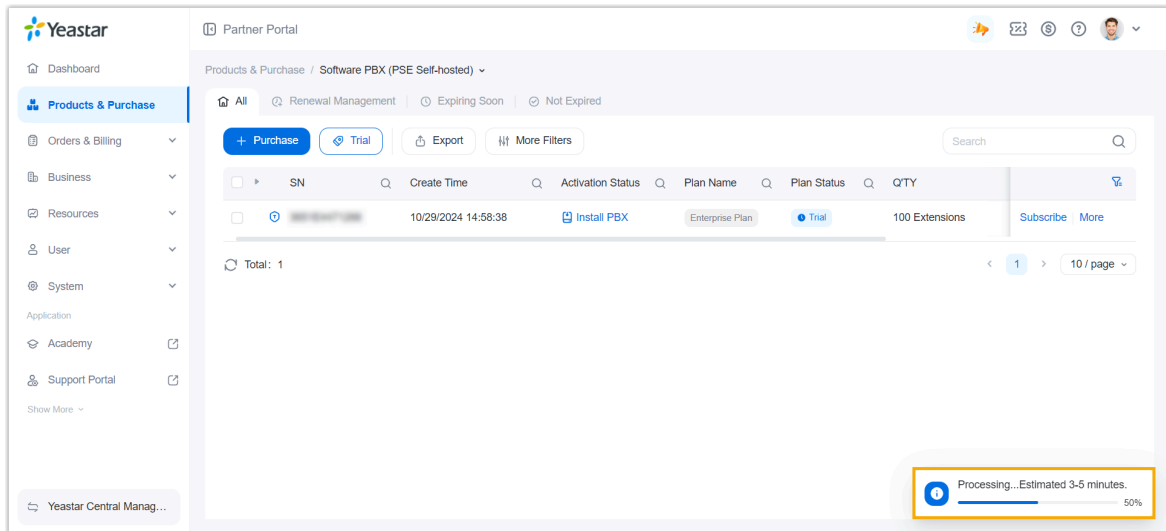 Yeastar
Partner Portal
Dashboard
Products & Purchase
Orders & Billing
Business
Resources
User
System
Application
Academy
Support Portal
Show More
Yeastar Central Manag...
Products & Purchase / Software PBX (PSE Self-hosted)
All Renewal Management Expiring Soon Not Expired
+ Purchase Trial Export More Filters Search
SN Create Time Activation Status Plan Name Plan Status Q'TY
10/29/2024 14:58:38 Install PBX Enterprise Plan Trial 100 Extensions Subscribe More
Total: 1 < 1 > 10 / page
Processing...Estimated 3-5 minutes.
50%